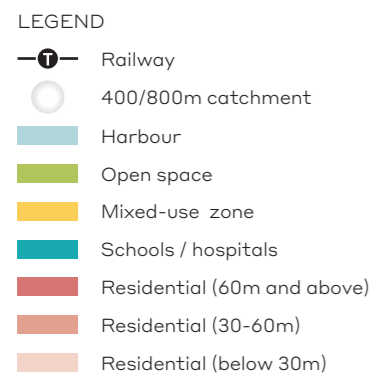 LEGEND
T Railway
400/800m catchment
Harbour
Open space
Mixed-use zone
Schools / hospitals
Residential (60m and above)
Residential (30-60m)
Residential (below 30m)